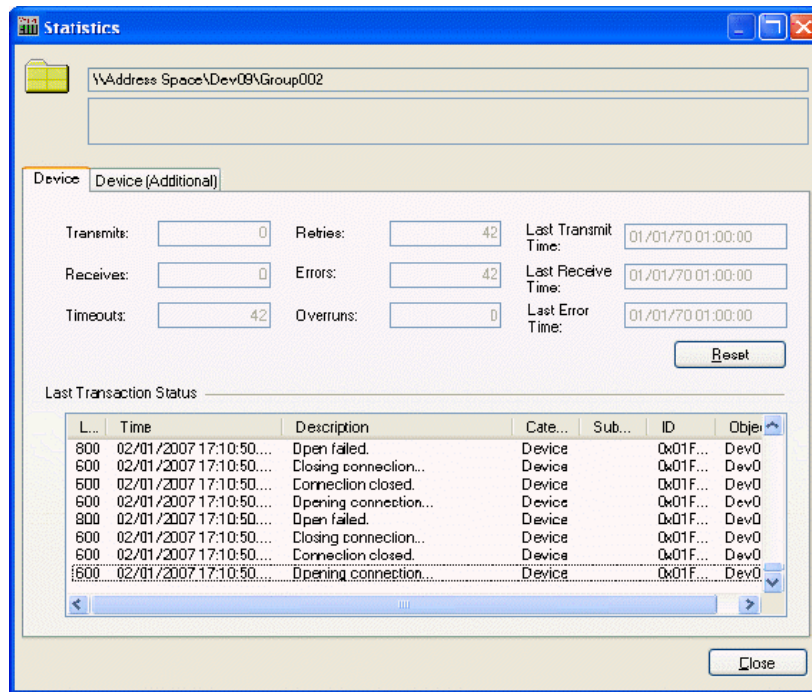 Statistics
\\Address Space\Dev09\Group002
Device Device (Additional)
Transmits: 0 Retries: 42 Last Transmit Time: 01/01/70 01:00:00
Receives: 0 Errors: 42 Last Receive Time: 01/01/70 01:00:00
Timeouts: 42 Overruns: 0 Last Error Time: 01/01/70 01:00:00
Reset
Last Transaction Status
L... Time Description Cate... Sub... ID Objec
800 02/01/2007 17:10:50.... Open failed. Device 0x01F... Dev0
600 02/01/2007 17:10:50.... Closing connection... Device 0x01F... Dev0
600 02/01/2007 17:10:50.... Connection closed. Device 0x01F... Dev0
600 02/01/2007 17:10:50.... Opening connection... Device 0x01F... Dev0
800 02/01/2007 17:10:50.... Open failed. Device 0x01F... Dev0
600 02/01/2007 17:10:50.... Closing connection... Device 0x01F... Dev0
600 02/01/2007 17:10:50.... Connection closed. Device 0x01F... Dev0
600 02/01/2007 17:10:50.... Opening connection... Device 0x01F... Dev0
Close